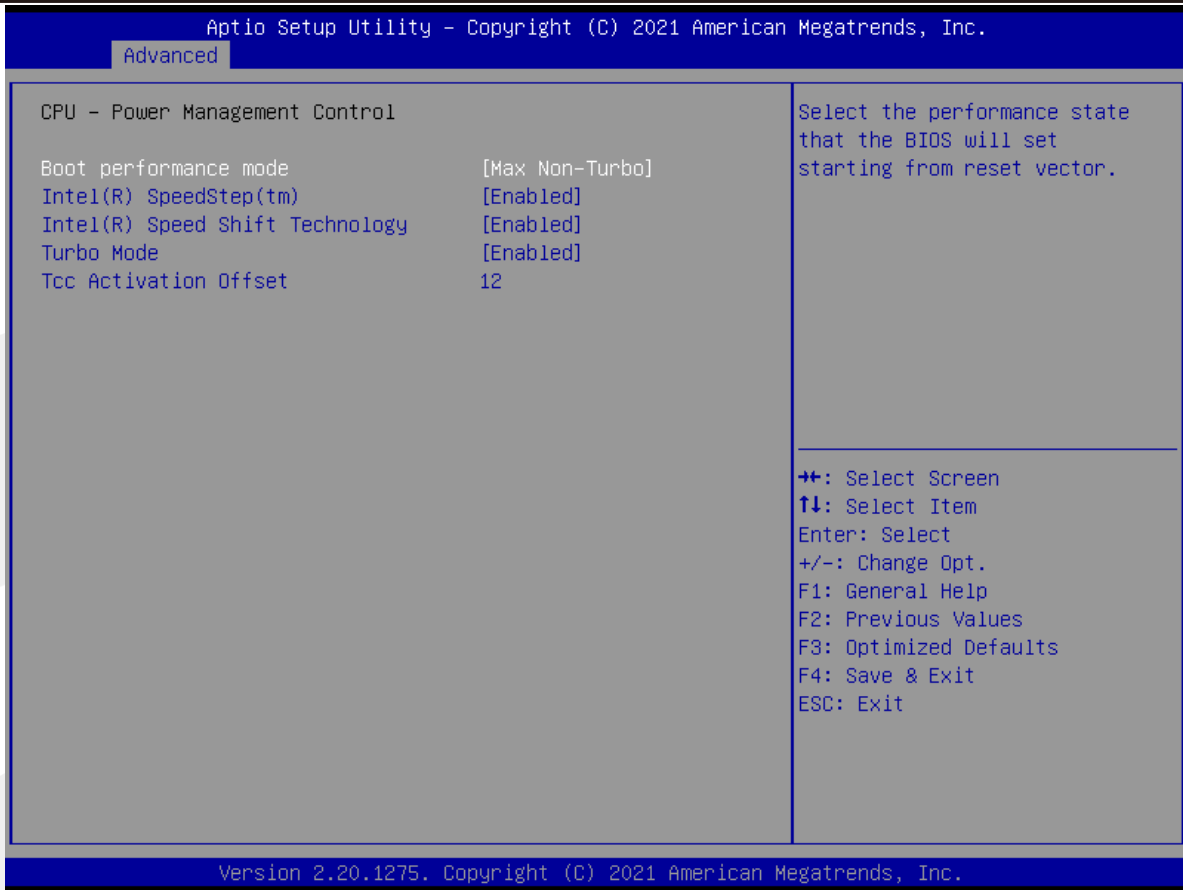 Aptio Setup Utility – Copyright (C) 2021 American Megatrends, Inc.
Advanced
CPU – Power Management Control
Boot performance mode [Max Non-Turbo]
Intel(R) SpeedStep(tm) [Enabled]
Intel(R) Speed Shift Technology [Enabled]
Turbo Mode [Enabled]
Tcc Activation Offset 12
Select the performance state
that the BIOS will set
starting from reset vector.
→←: Select Screen
↑↓: Select Item
Enter: Select
+/-: Change Opt.
F1: General Help
F2: Previous Values
F3: Optimized Defaults
F4: Save & Exit
ESC: Exit
Version 2.20.1275. Copyright (C) 2021 American Megatrends, Inc.